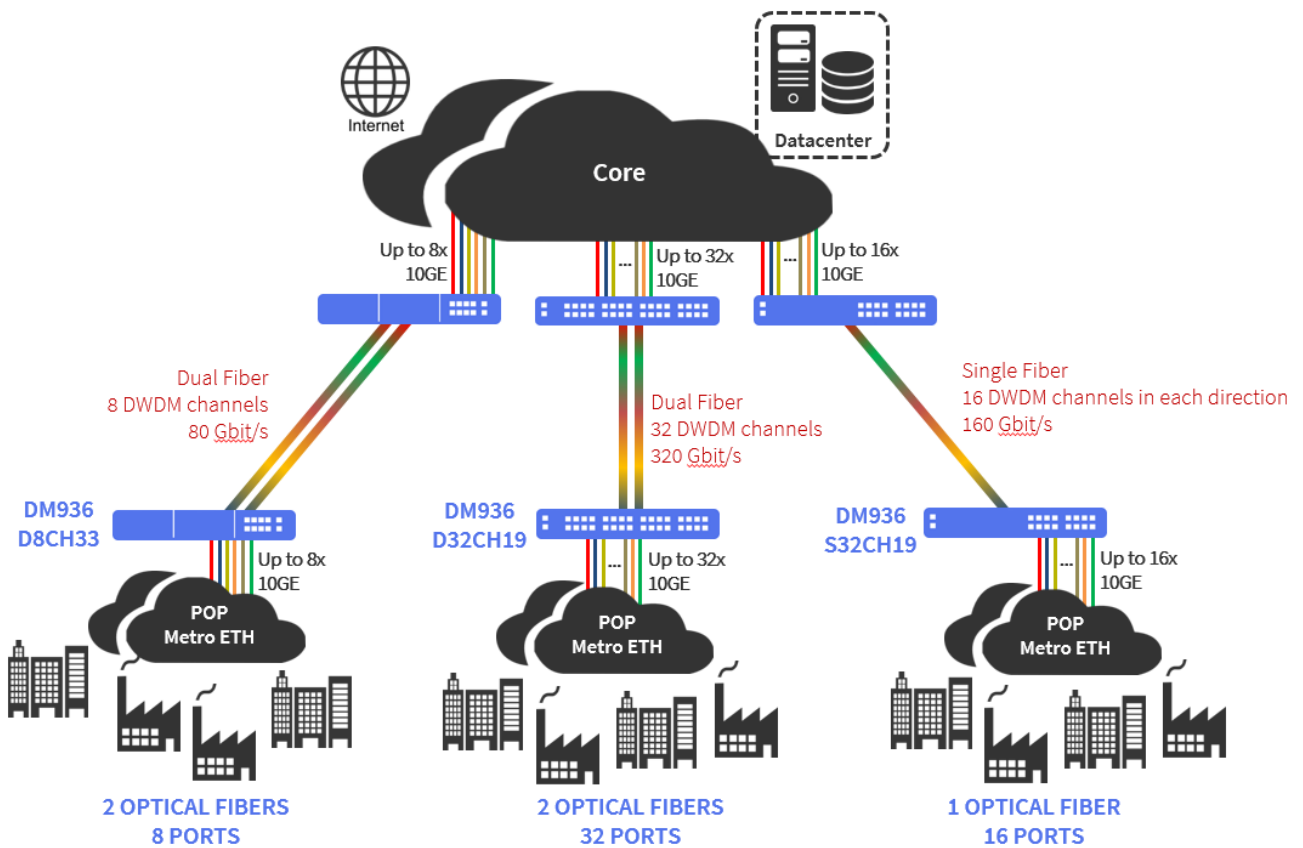 Internet
Datacenter
Core
Up to 8x
10GE
...
Up to 32x
10GE
...
Up to 16x
10GE
Dual Fiber
8 DWDM channels
80 Gbit/s
Dual Fiber
32 DWDM channels
320 Gbit/s
Single Fiber
16 DWDM channels in each direction
160 Gbit/s
DM936
D8CH33
DM936
D32CH19
DM936
S32CH19
Up to 8x
10GE
...
Up to 32x
10GE
...
Up to 16x
10GE
POP
Metro ETH
POP
Metro ETH
POP
Metro ETH
2 OPTICAL FIBERS
8 PORTS
2 OPTICAL FIBERS
32 PORTS
1 OPTICAL FIBER
16 PORTS